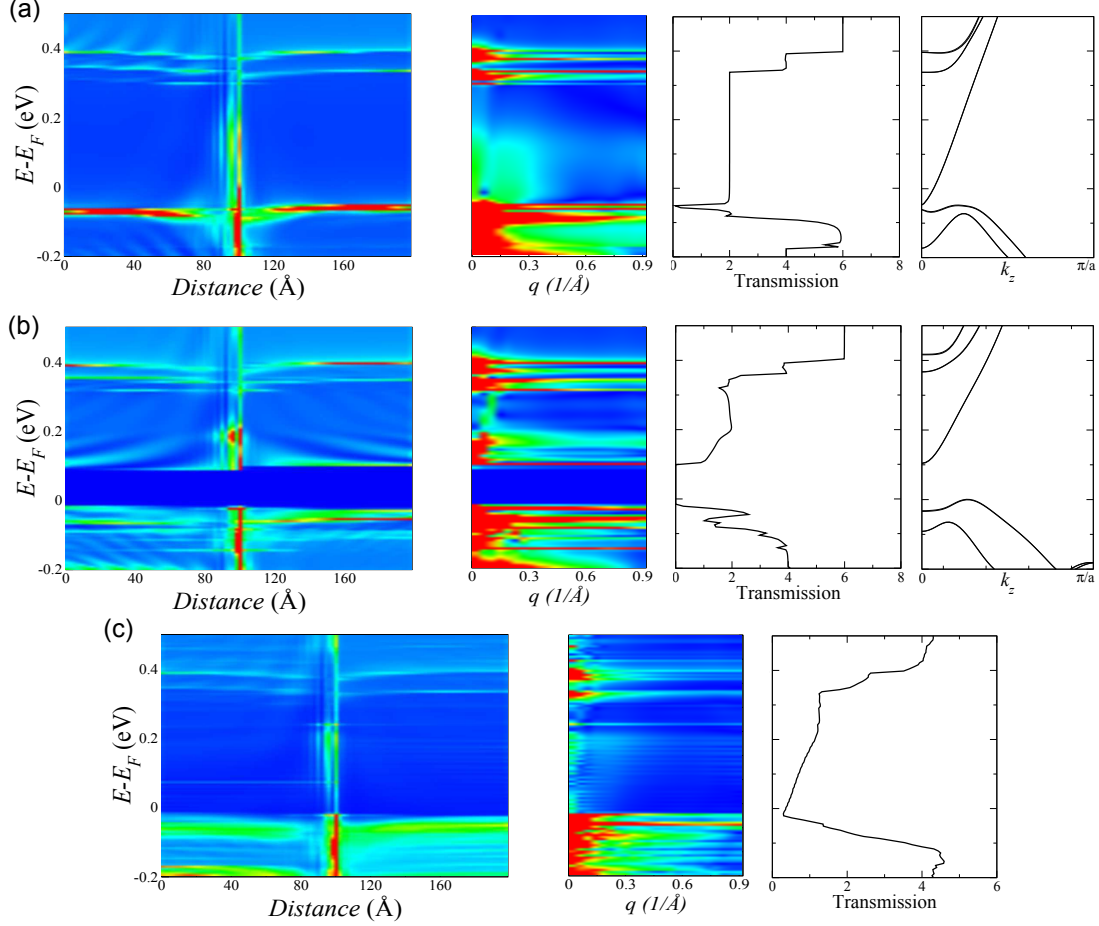 (a)
E-E_F (eV)
0.4
0.2
0
-0.2
0 40 80 120 160
Distance (Å)
0 0.3 0.6 0.9
q (1/Å)
0 2 4 6 8
Transmission
0 k_z π/a
(b)
E-E_F (eV)
0.4
0.2
0
-0.2
0 40 80 120 160
Distance (Å)
0 0.3 0.6 0.9
q (1/Å)
0 2 4 6 8
Transmission
0 k_z π/a
(c)
E-E_F (eV)
0.4
0.2
0
-0.2
0 40 80 120 160
Distance (Å)
0 0.3 0.6 0.9
q (1/Å)
0 2 4 6
Transmission